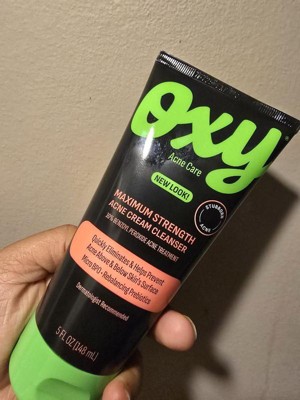 oxy
Acne Care
NEW LOOK!
MAXIMUM STRENGTH
ACNE CREAM CLEANSER
10% BENZOYL PEROXIDE ACNE TREATMENT
STUBBORN
ACNE
Quickly Eliminates & Helps Prevent
Acne Above & Below Skin's Surface
Micro BPO + Rebalancing Prebiotics
Dermatologist Recommended
5 FL OZ (148 mL)